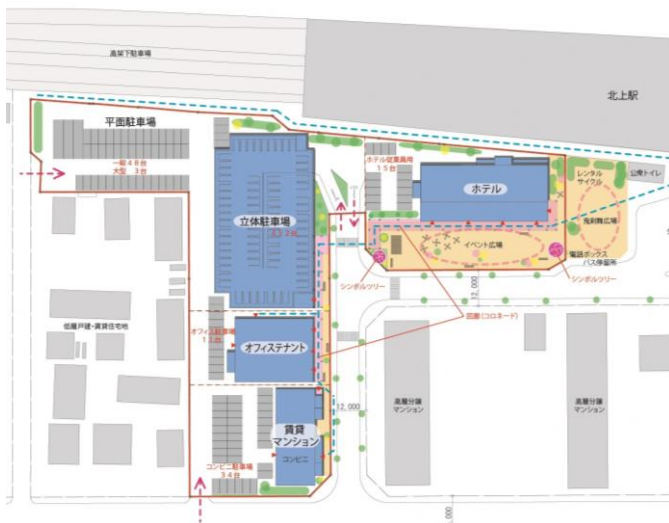 高架下駐車場
北上駅
平面駐車場
一般48台
大型 3台
ホテル従業員用
15台
ホテル
レンタル
サイクル
公衆トイレ
鬼剣舞広場
立体駐車場
イベント広場
電話ボックス
バス停留所
シンボルツリー
シンボルツリー
12,000
回廊(コロネード)
低層戸建・賃貸住宅地
オフィス駐車場
オフィステナント
高層分譲
マンション
高層分譲
マンション
12,000
賃貸
マンション
コンビニ
コンビニ駐車場
34台